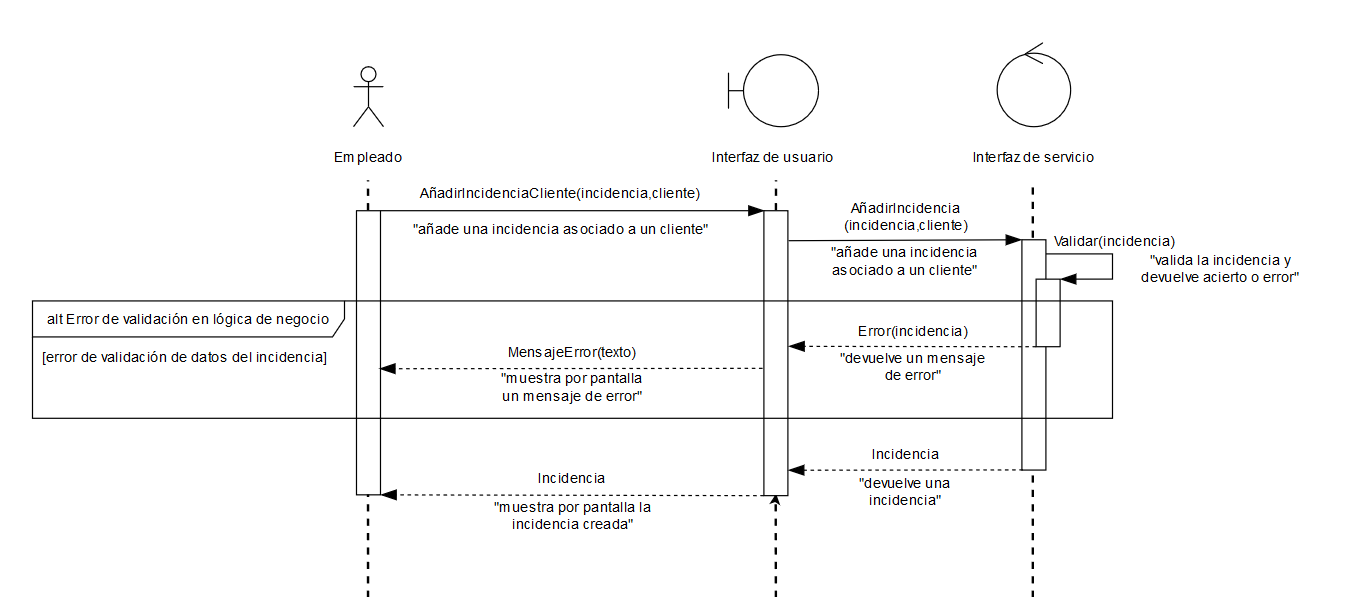 Empleado
Interfaz de usuario
Interfaz de servicio
AñadirIncidenciaCliente(incidencia,cliente)
"añade una incidencia asociado a un cliente"
AñadirIncidencia
(incidencia,cliente)
"añade una incidencia
asociado a un cliente"
Validar(incidencia)
"valida la incidencia y
devuelve acierto o error"
alt Error de validación en lógica de negocio
[error de validación de datos del incidencia]
Error(incidencia)
"devuelve un mensaje
de error"
MensajeError(texto)
"muestra por pantalla
un mensaje de error"
Incidencia
"devuelve una
incidencia"
Incidencia
"muestra por pantalla la
incidencia creada"